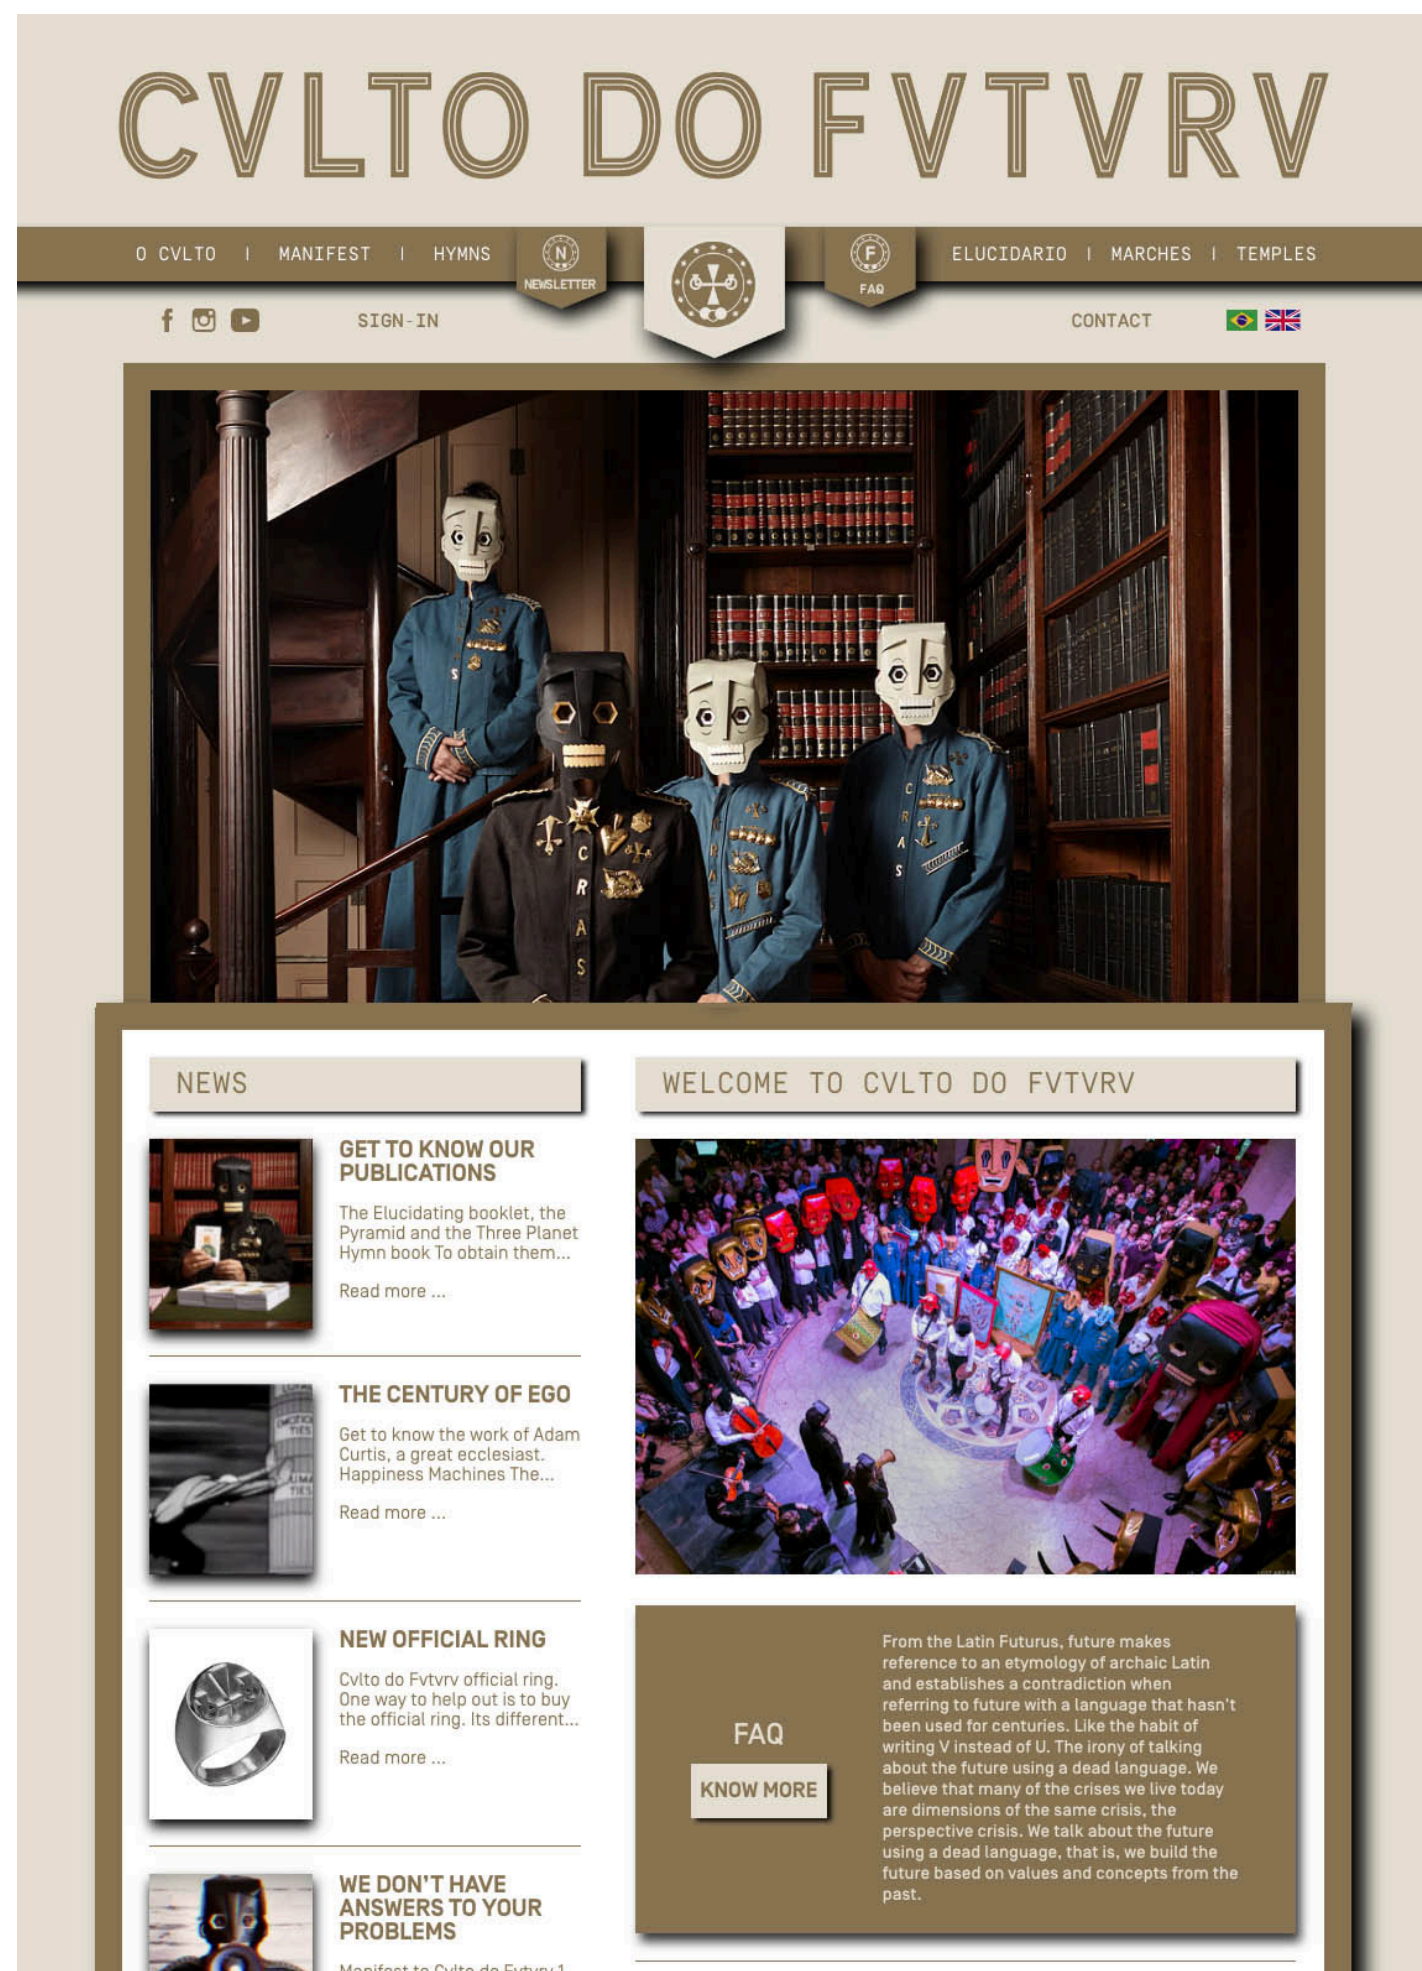 CVLTO DO FVTVRV
O CVLTO | MANIFEST | HYMNS
N
NEWSLETTER
F
FAQ
ELUCIDARIO | MARCHES | TEMPLES
SIGN-IN
CONTACT
S
C
R
A
S
R
A
S
C
R
A
S
NEWS
GET TO KNOW OUR
PUBLICATIONS
The Elucidating booklet, the
Pyramid and the Three Planet
Hymn book To obtain them...
Read more ...
THE CENTURY OF EGO
EMOTION
TIES
Get to know the work of Adam
Curtis, a great ecclesiast.
Happiness Machines The...
Read more ...
NEW OFFICIAL RING
Cvlto do Fvtvrv official ring.
One way to help out is to buy
the official ring. Its different...
Read more ...
WE DON'T HAVE
ANSWERS TO YOUR
PROBLEMS
Manifest to Cvlto do Fvtvrv 1
WELCOME TO CVLTO DO FVTVRV
FAQ
KNOW MORE
From the Latin Futurus, future makes
reference to an etymology of archaic Latin
and establishes a contradiction when
referring to future with a language that hasn't
been used for centuries. Like the habit of
writing V instead of U. The irony of talking
about the future using a dead language. We
believe that many of the crises we live today
are dimensions of the same crisis, the
perspective crisis. We talk about the future
using a dead language, that is, we build the
future based on values and concepts from the
past.